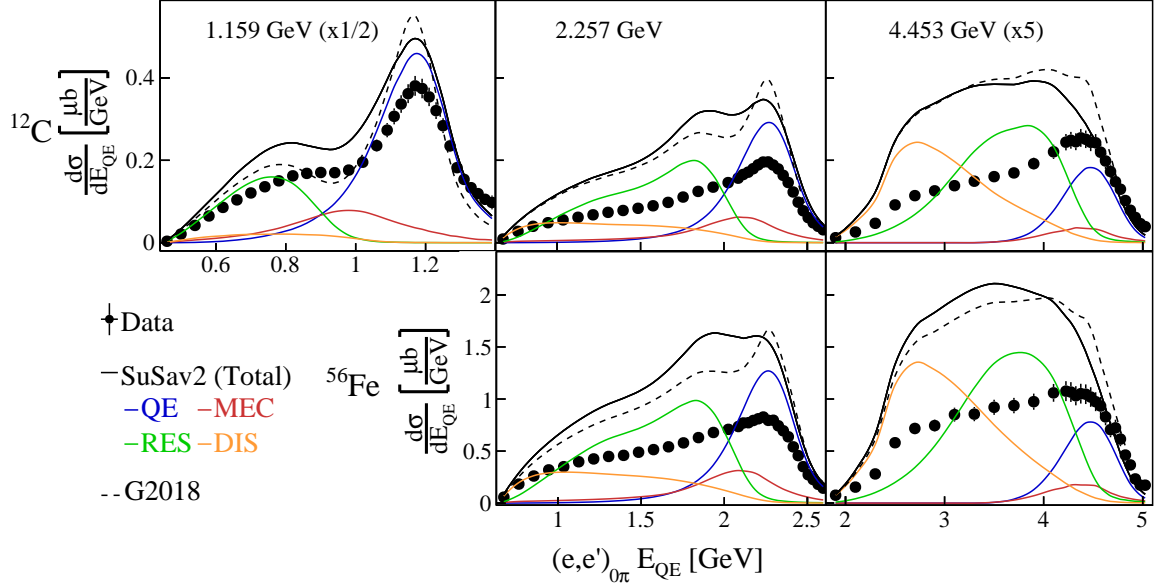 1.159 GeV (x1/2)
2.257 GeV
4.453 GeV (x5)
12C dσ/dE_QE [μb/GeV]
0.4
0.2
0
0.6 0.8 1 1.2
Data
SuSav2 (Total)
QE MEC
RES DIS
G2018
56Fe dσ/dE_QE [μb/GeV]
2
1.5
1
0.5
0
1 1.5 2 2.5
2 3 4 5
(e,e')0π E_QE [GeV]